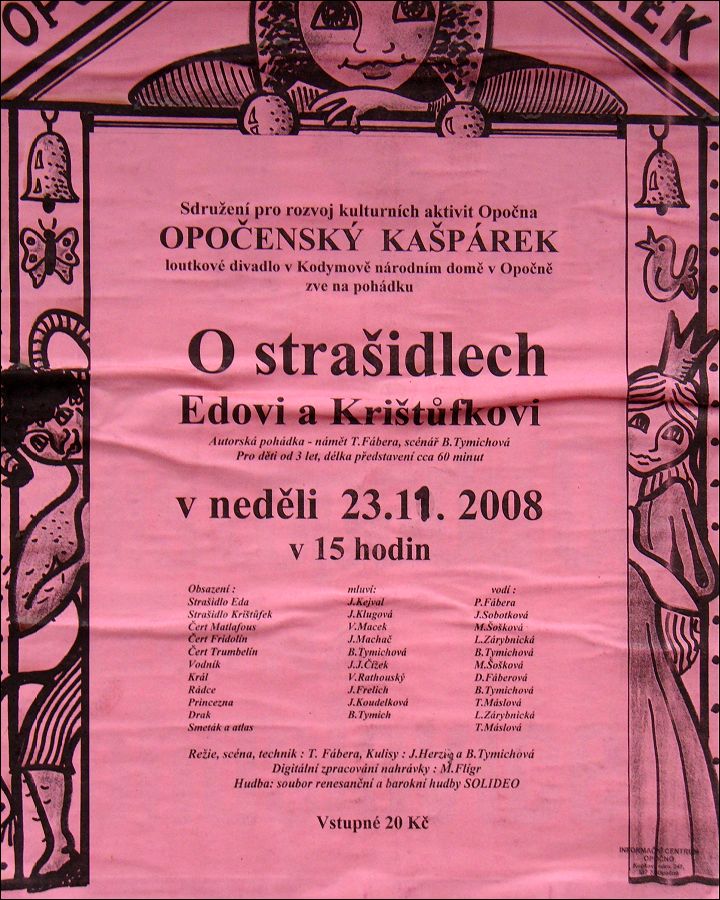 Sdružení pro rozvoj kulturních aktivit Opočna
OPOČENSKÝ KAŠPÁREK
loutkové divadlo v Kodymově národním domě v Opočně
zve na pohádku
O strašidlech
Edovi a Krištůfkovi
Autorská pohádka - námět T.Fábera, scénář B.Tymichová
Pro děti od 3 let, délka představení cca 60 minut
v neděli 23.11. 2008
v 15 hodin
Obsazení : mluví: vodí :
Strašidlo Eda J.Kejval P.Fábera
Strašidlo Krištůfek J.Klugová J.Sobotková
Čert Matlafous V.Macek M.Šošková
Čert Fridolín J.Machač L.Zárybnická
Čert Trumbelín B.Tymichová B.Tymichová
Vodník J.J.Čížek M.Šošková
Král V.Rathouský D.Fáberová
Rádce J.Frelich B.Tymichová
Princezna J.Koudelková T.Máslová
Drak B.Tymich L.Zárybnická
Smeták a atlas T.Máslová
Režie, scéna, technik : T. Fábera, Kulisy : J.Herzig a B.Tymichová
Digitální zpracování nahrávky : M.Fligr
Hudba: soubor renesanční a barokní hudby SOLIDEO
Vstupné 20 Kč
INFORMAČNÍ CENTRUM
OPOČNO